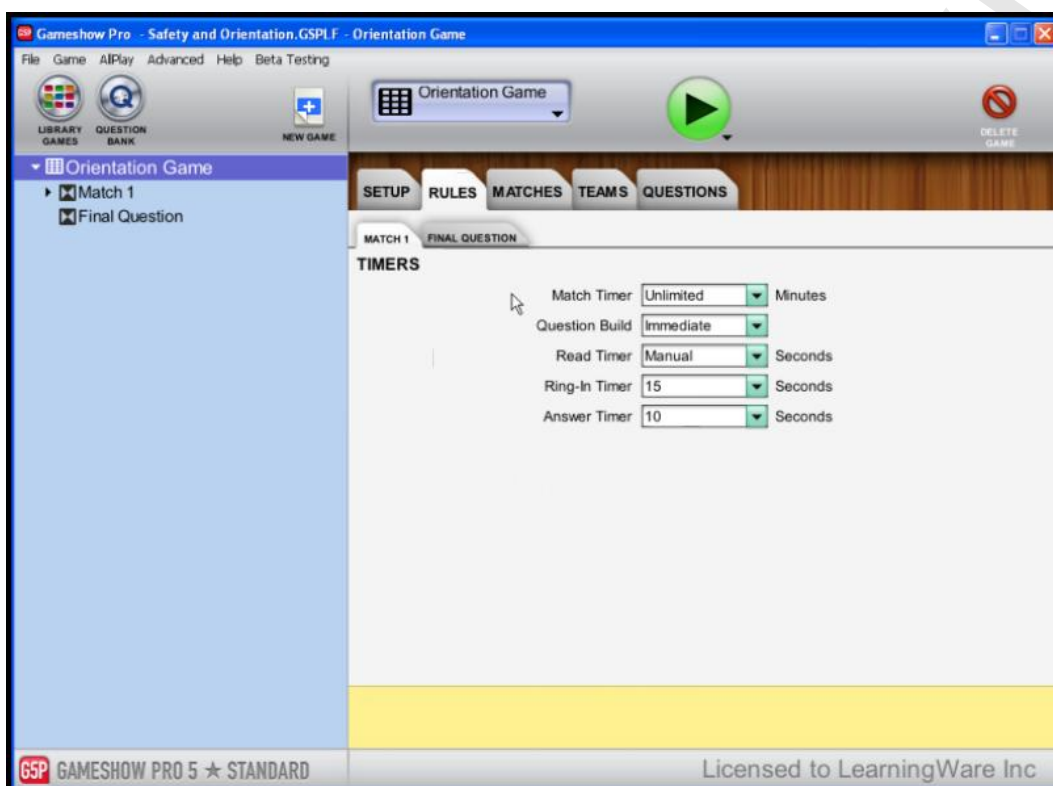 Gameshow Pro - Safety and Orientation.GSPLF - Orientation Game
File Game AllPlay Advanced Help Beta Testing
LIBRARY GAMES
QUESTION BANK
NEW GAME
Orientation Game
DELETE GAME
Orientation Game
Match 1
Final Question
SETUP RULES MATCHES TEAMS QUESTIONS
MATCH 1 FINAL QUESTION
TIMERS
Match Timer Unlimited Minutes
Question Build Immediate
Read Timer Manual Seconds
Ring-In Timer 15 Seconds
Answer Timer 10 Seconds
G5P GAMESHOW PRO 5 ★ STANDARD
Licensed to LearningWare Inc